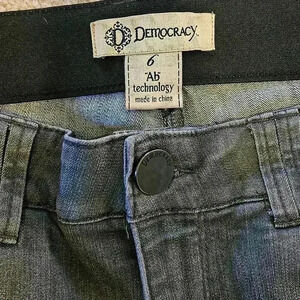 D DEMOCRACY
6
"Ab"
technology
made in china